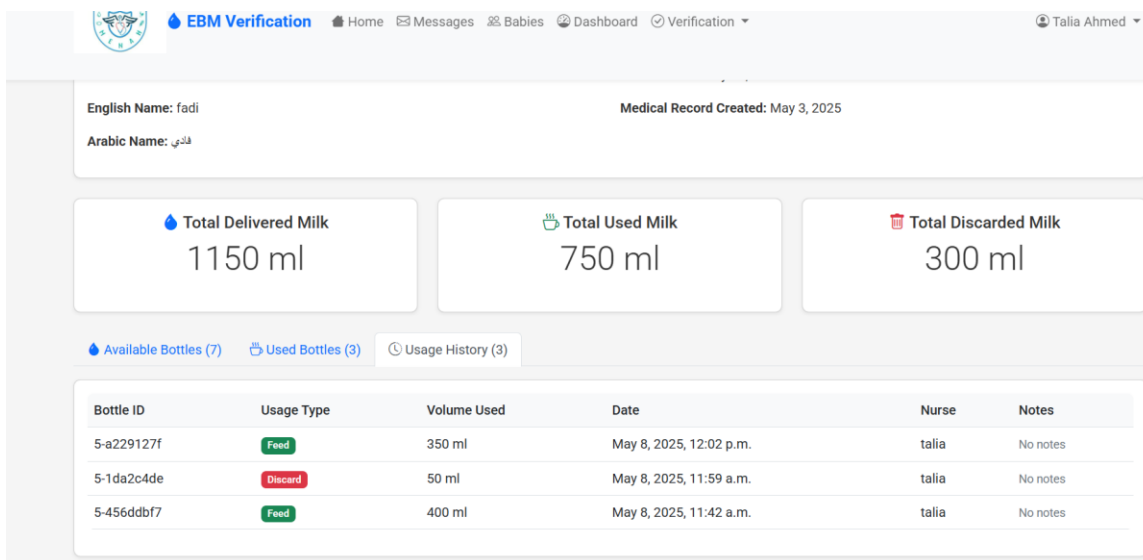 EBM Verification Home Messages Babies Dashboard Verification Talia Ahmed
English Name: fadi Medical Record Created: May 3, 2025
Arabic Name: فادي
Total Delivered Milk Total Used Milk Total Discarded Milk
1150 ml 750 ml 300 ml
Available Bottles (7) Used Bottles (3) Usage History (3)
Bottle ID Usage Type Volume Used Date Nurse Notes
5-a229127f Feed 350 ml May 8, 2025, 12:02 p.m. talia No notes
5-1da2c4de Discard 50 ml May 8, 2025, 11:59 a.m. talia No notes
5-456ddbf7 Feed 400 ml May 8, 2025, 11:42 a.m. talia No notes